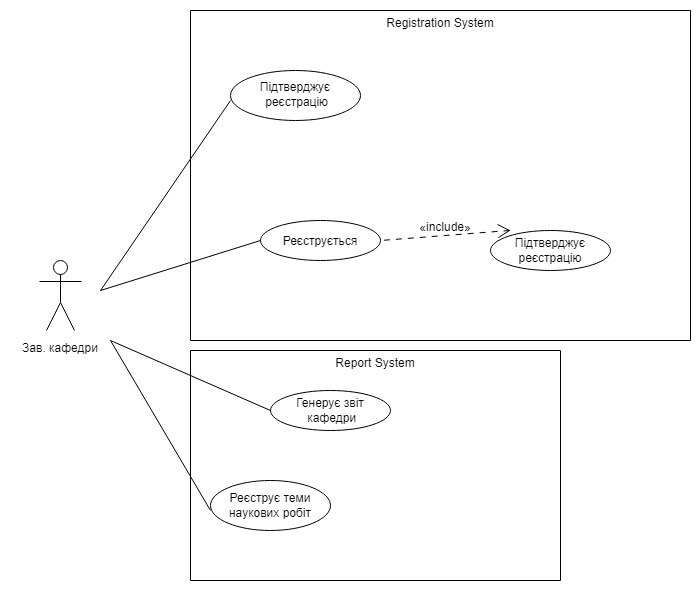 Registration System
Підтверджує
реєстрацію
Реєструється
«include»
Підтверджує
реєстрацію
Зав. кафедри
Report System
Генерує звіт
кафедри
Реєструє теми
наукових робіт